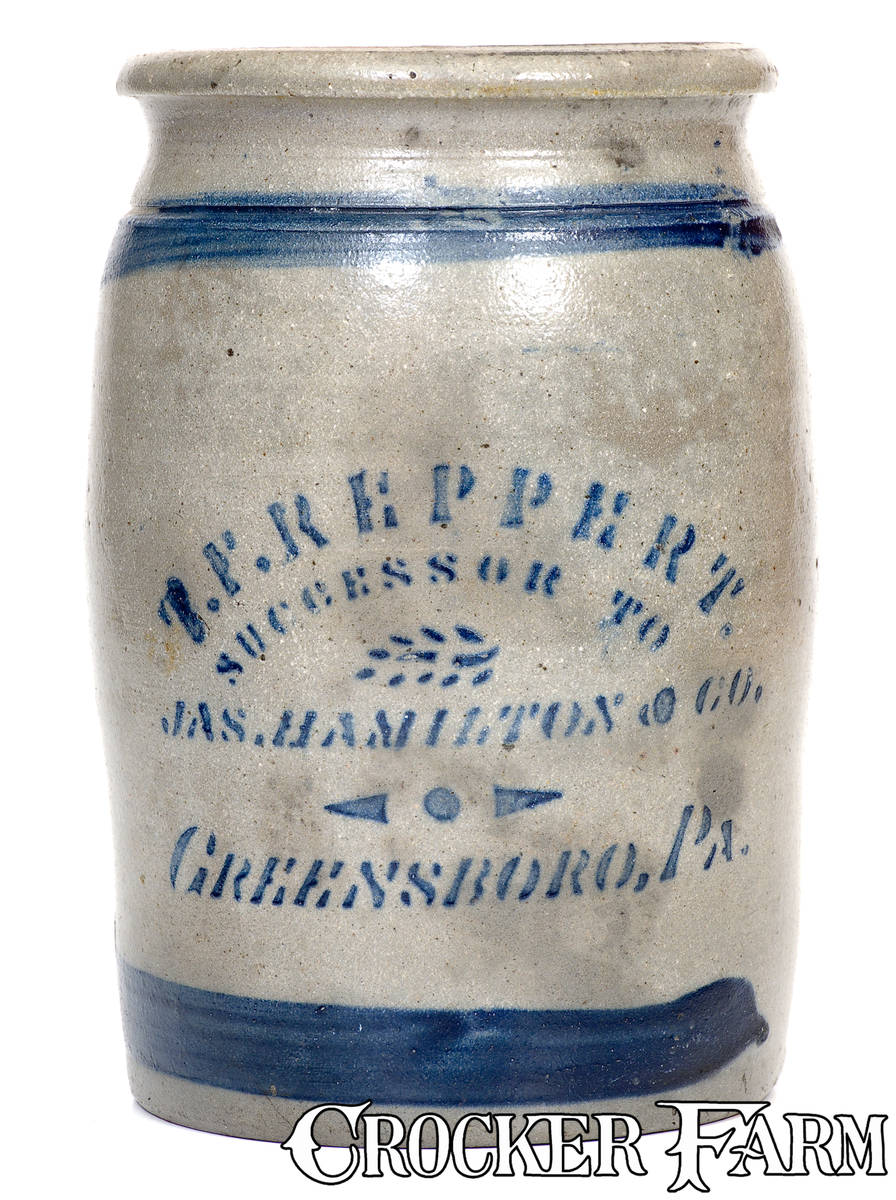 T.F.REPPERT.
SUCCESSOR TO
JAS.HAMILTON & CO.
GREENSBORO, PA.
CROCKER FARM